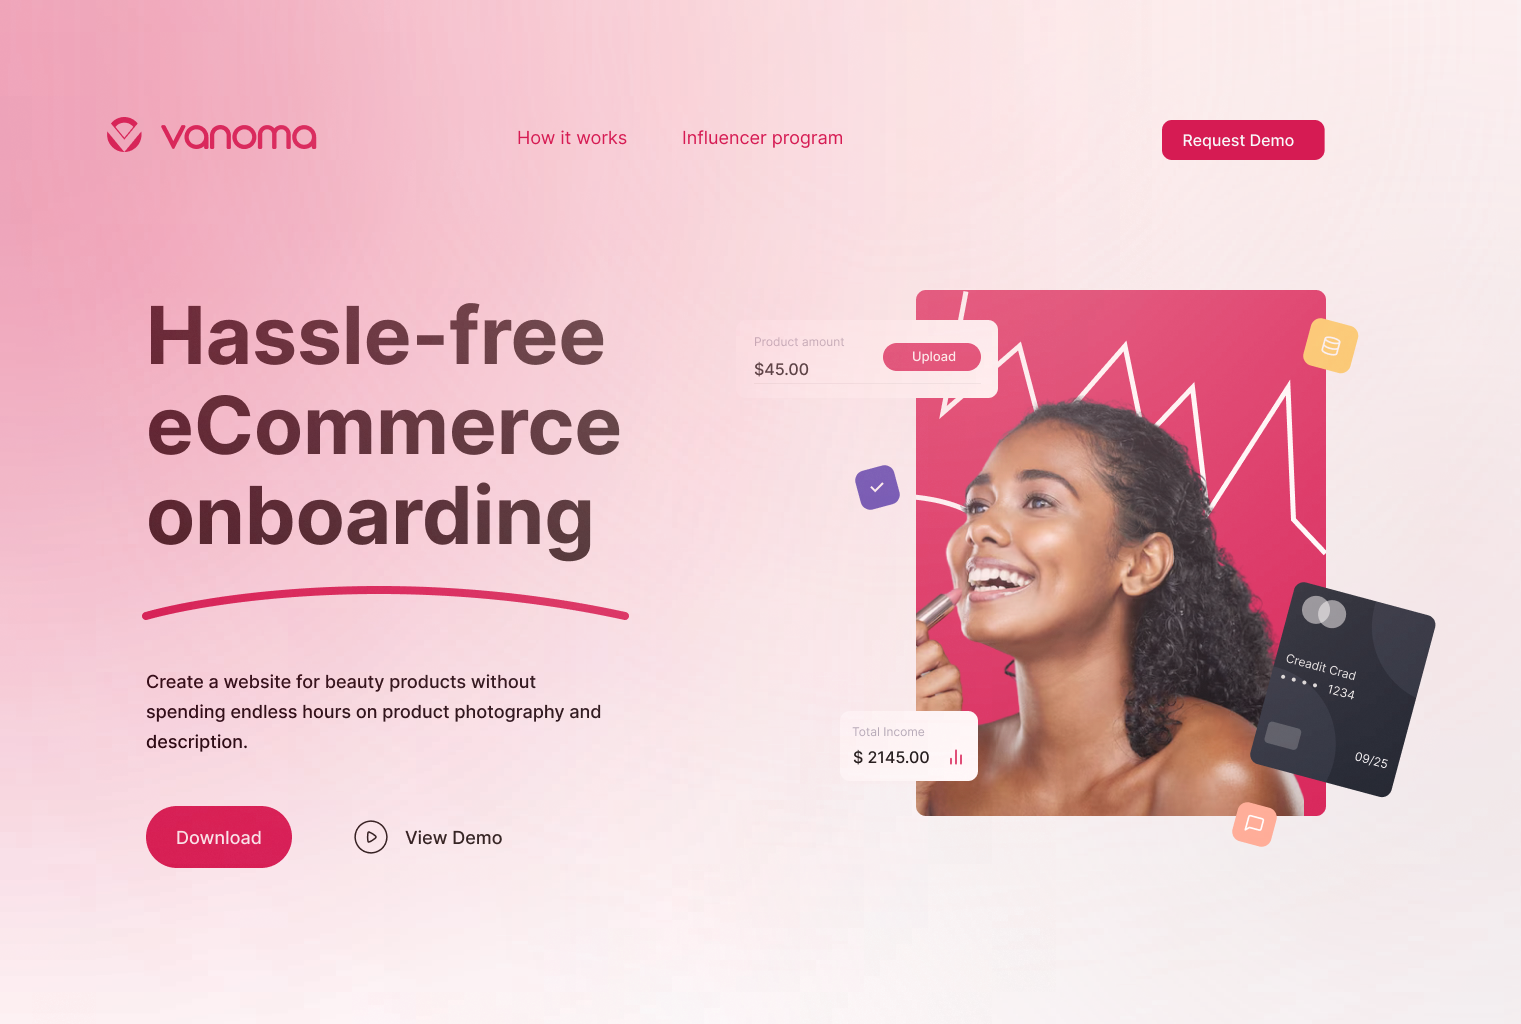 vanoma
How it works
Influencer program
Request Demo
Hassle-free
eCommerce
onboarding
Create a website for beauty products without
spending endless hours on product photography and
description.
Download
View Demo
Product amount
$45.00
Upload
Creadit Crad
• • • • 1234
09/25
Total Income
$ 2145.00